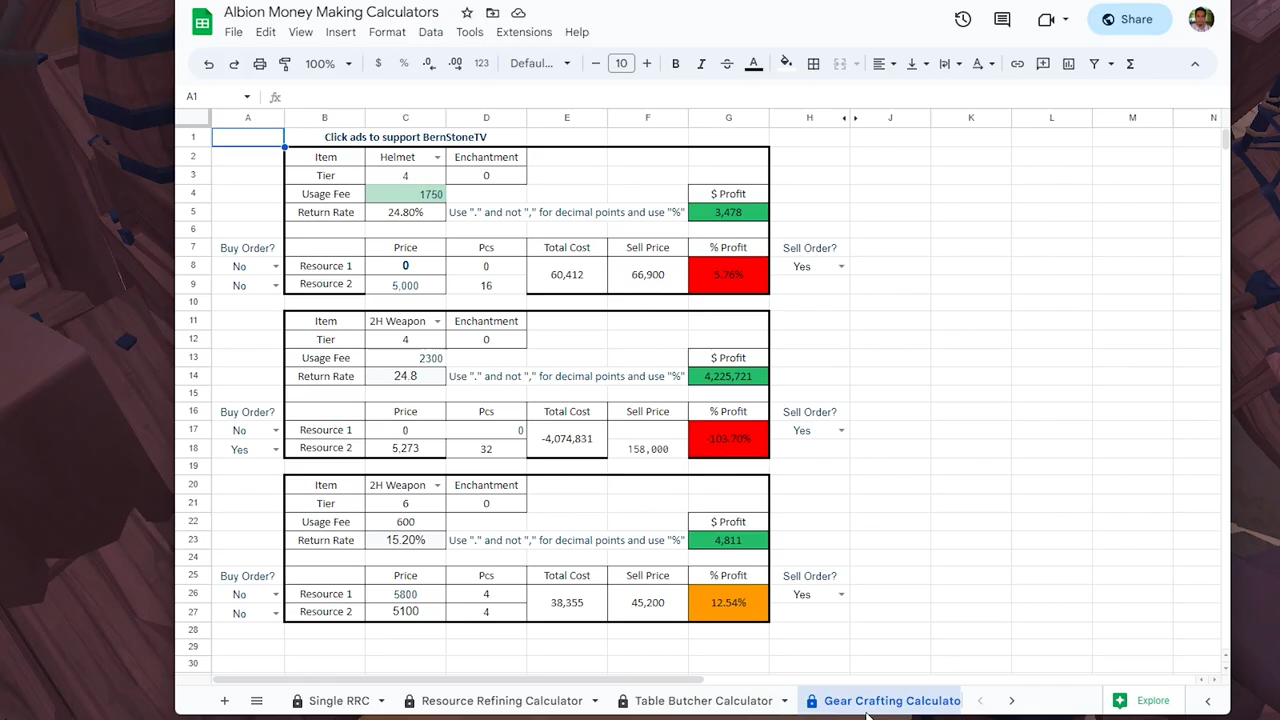 Albion Money Making Calculators
File Edit View Insert Format Data Tools Extensions Help
Share
100% $ % .0 .00 123 Defaul... − 10 + B I A Σ
A1 fx
A B C D E F G H J K L M N
1 Click ads to support BernStoneTV
2 Item Helmet Enchantment
3 Tier 4 0
4 Usage Fee 1750 $ Profit
5 Return Rate 24.80% Use "." and not "," for decimal points and use "%" 3,478
6
7 Buy Order? Price Pcs Total Cost Sell Price % Profit Sell Order?
8 No Resource 1 0 0 60,412 66,900 5.76% Yes
9 No Resource 2 5,000 16
10
11 Item 2H Weapon Enchantment
12 Tier 4 0
13 Usage Fee 2300 $ Profit
14 Return Rate 24.8 Use "." and not "," for decimal points and use "%" 4,225,721
15
16 Buy Order? Price Pcs Total Cost Sell Price % Profit Sell Order?
17 No Resource 1 0 0 -4,074,831 158,000 -103.70% Yes
18 Yes Resource 2 5,273 32
19
20 Item 2H Weapon Enchantment
21 Tier 6 0
22 Usage Fee 600 $ Profit
23 Return Rate 15.20% Use "." and not "," for decimal points and use "%" 4,811
24
25 Buy Order? Price Pcs Total Cost Sell Price % Profit Sell Order?
26 No Resource 1 5800 4 38,355 45,200 12.54% Yes
27 No Resource 2 5100 4
28
29
30
+ Single RRC Resource Refining Calculator Table Butcher Calculator Gear Crafting Calculato Explore